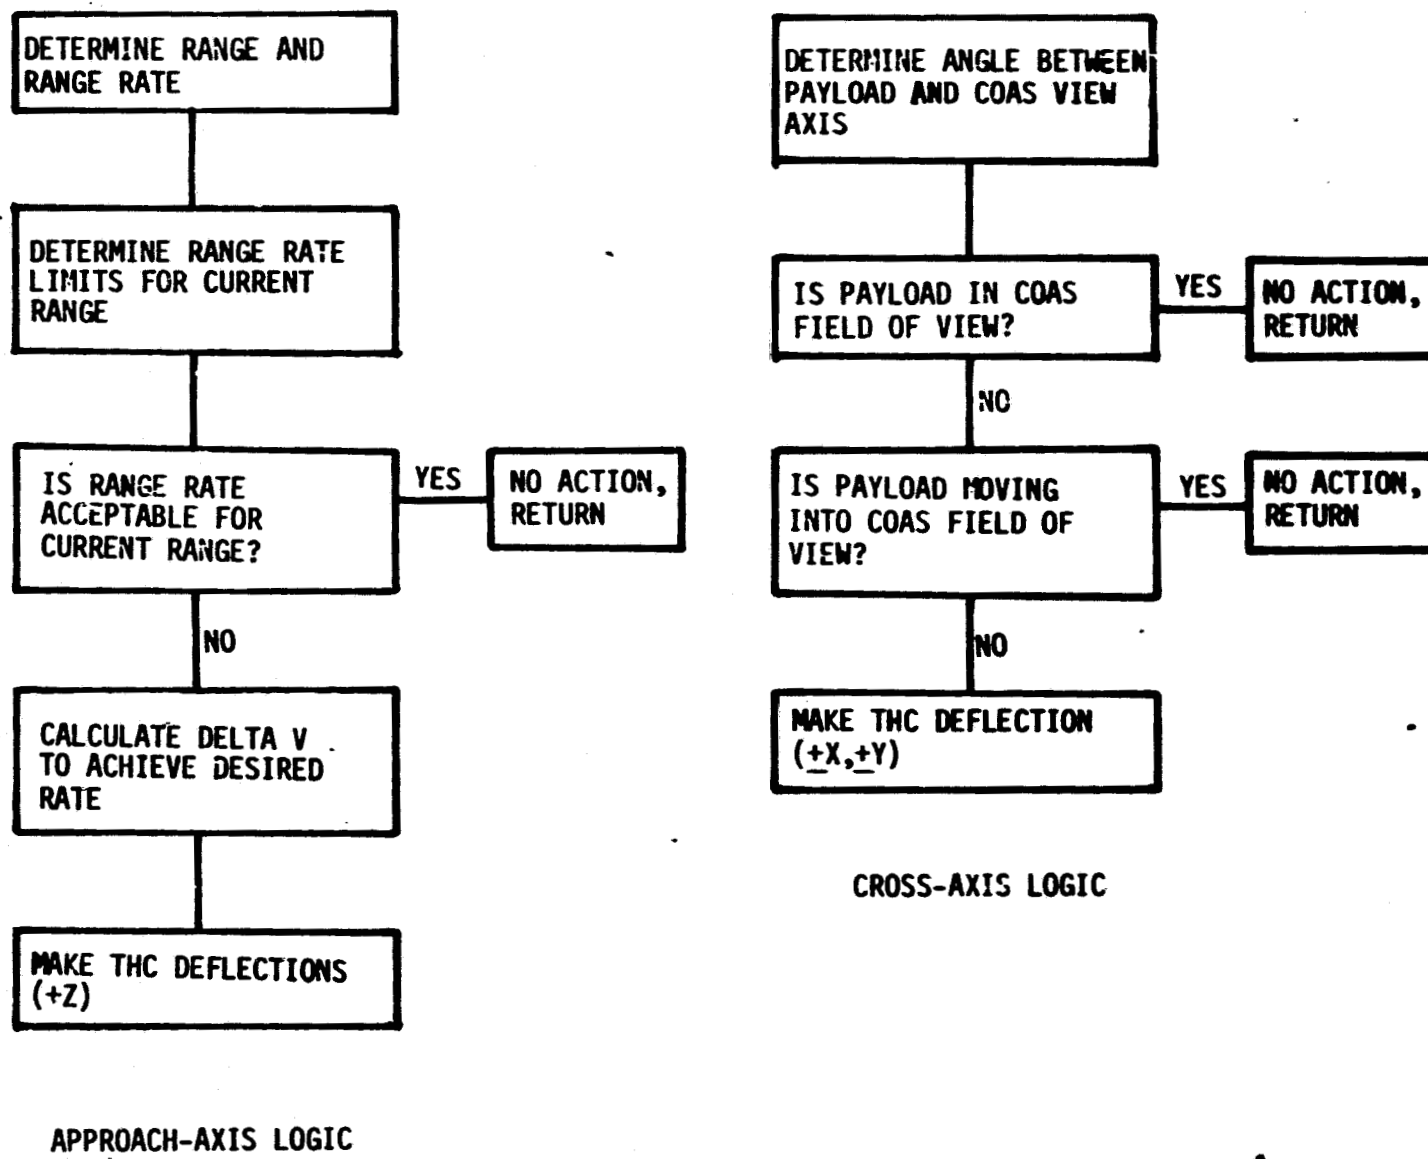 DETERMINE RANGE AND
RANGE RATE
DETERMINE RANGE RATE
LIMITS FOR CURRENT
RANGE
IS RANGE RATE
ACCEPTABLE FOR
CURRENT RANGE?
YES
NO ACTION,
RETURN
NO
CALCULATE DELTA V
TO ACHIEVE DESIRED
RATE
MAKE THC DEFLECTIONS
(+Z)
APPROACH-AXIS LOGIC
DETERMINE ANGLE BETWEEN
PAYLOAD AND COAS VIEW
AXIS
IS PAYLOAD IN COAS
FIELD OF VIEW?
YES
NO ACTION,
RETURN
NO
IS PAYLOAD MOVING
INTO COAS FIELD OF
VIEW?
YES
NO ACTION,
RETURN
NO
MAKE THC DEFLECTION
(±X,±Y)
CROSS-AXIS LOGIC